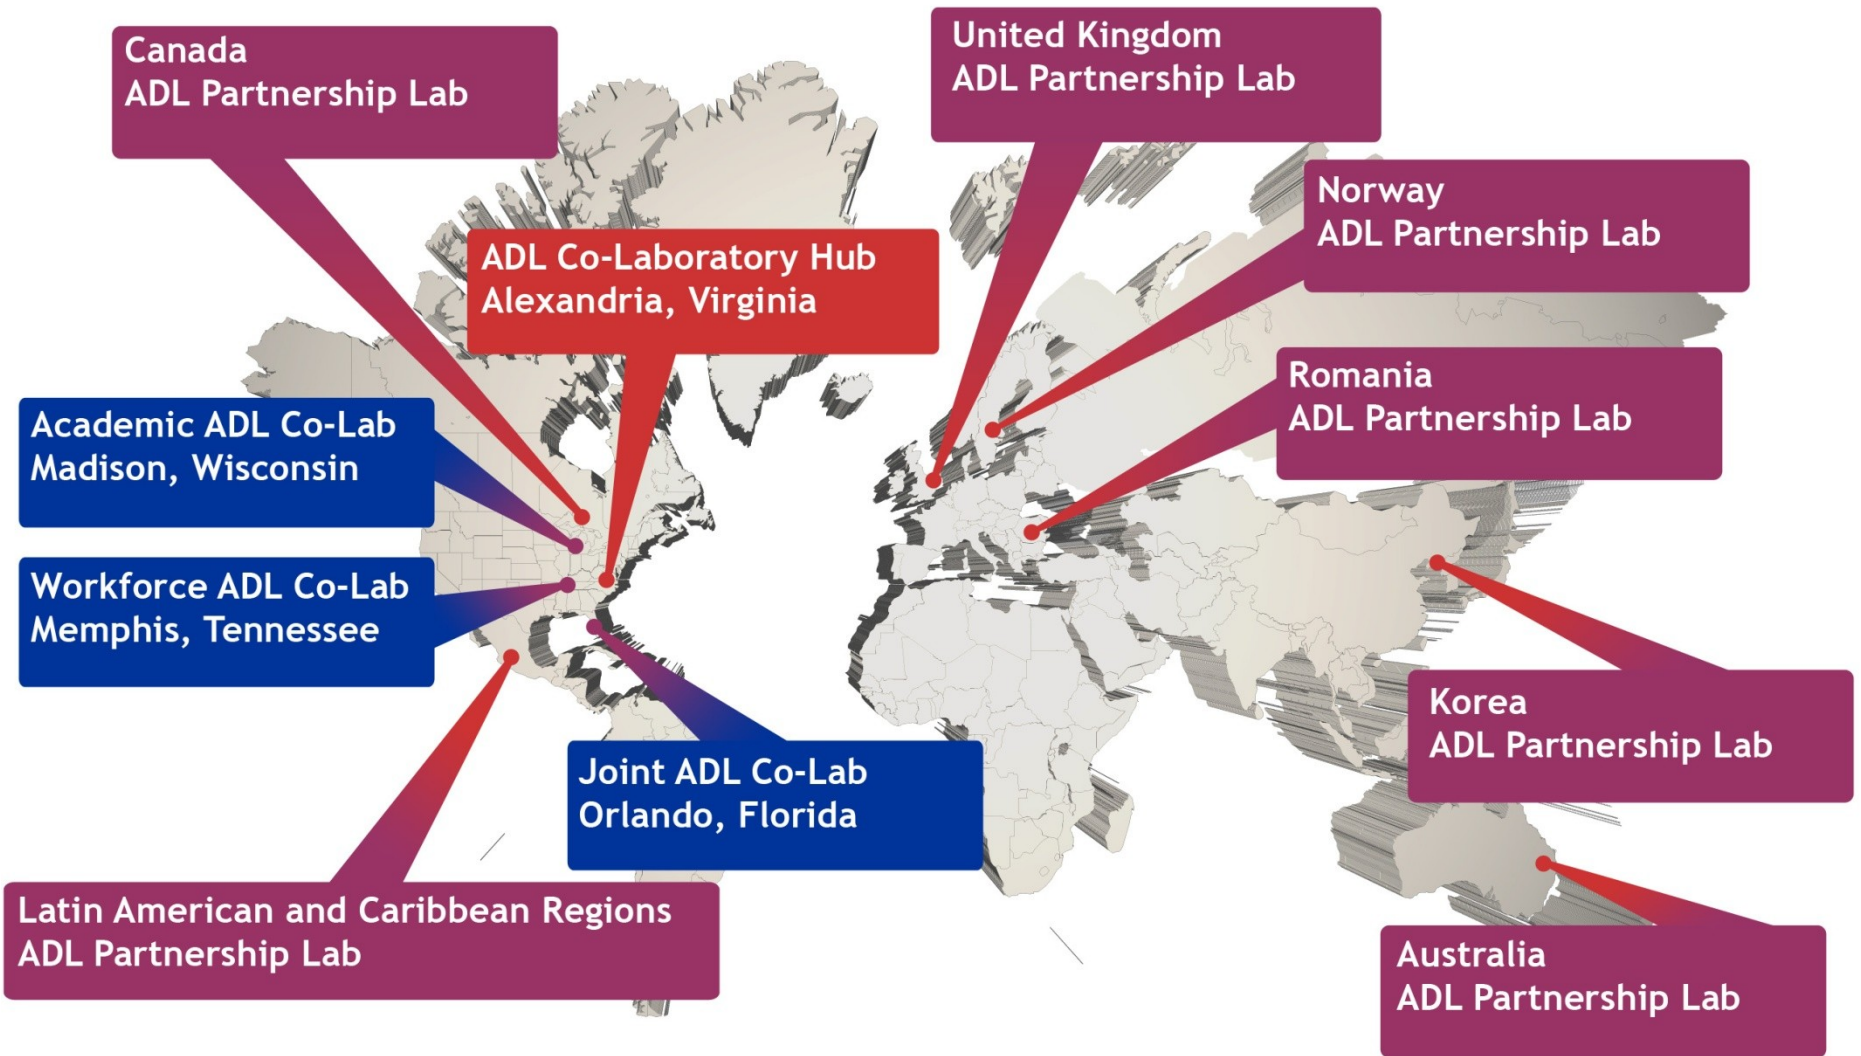 Canada
ADL Partnership Lab
United Kingdom
ADL Partnership Lab
Norway
ADL Partnership Lab
ADL Co-Laboratory Hub
Alexandria, Virginia
Romania
ADL Partnership Lab
Academic ADL Co-Lab
Madison, Wisconsin
Workforce ADL Co-Lab
Memphis, Tennessee
Korea
ADL Partnership Lab
Joint ADL Co-Lab
Orlando, Florida
Latin American and Caribbean Regions
ADL Partnership Lab
Australia
ADL Partnership Lab